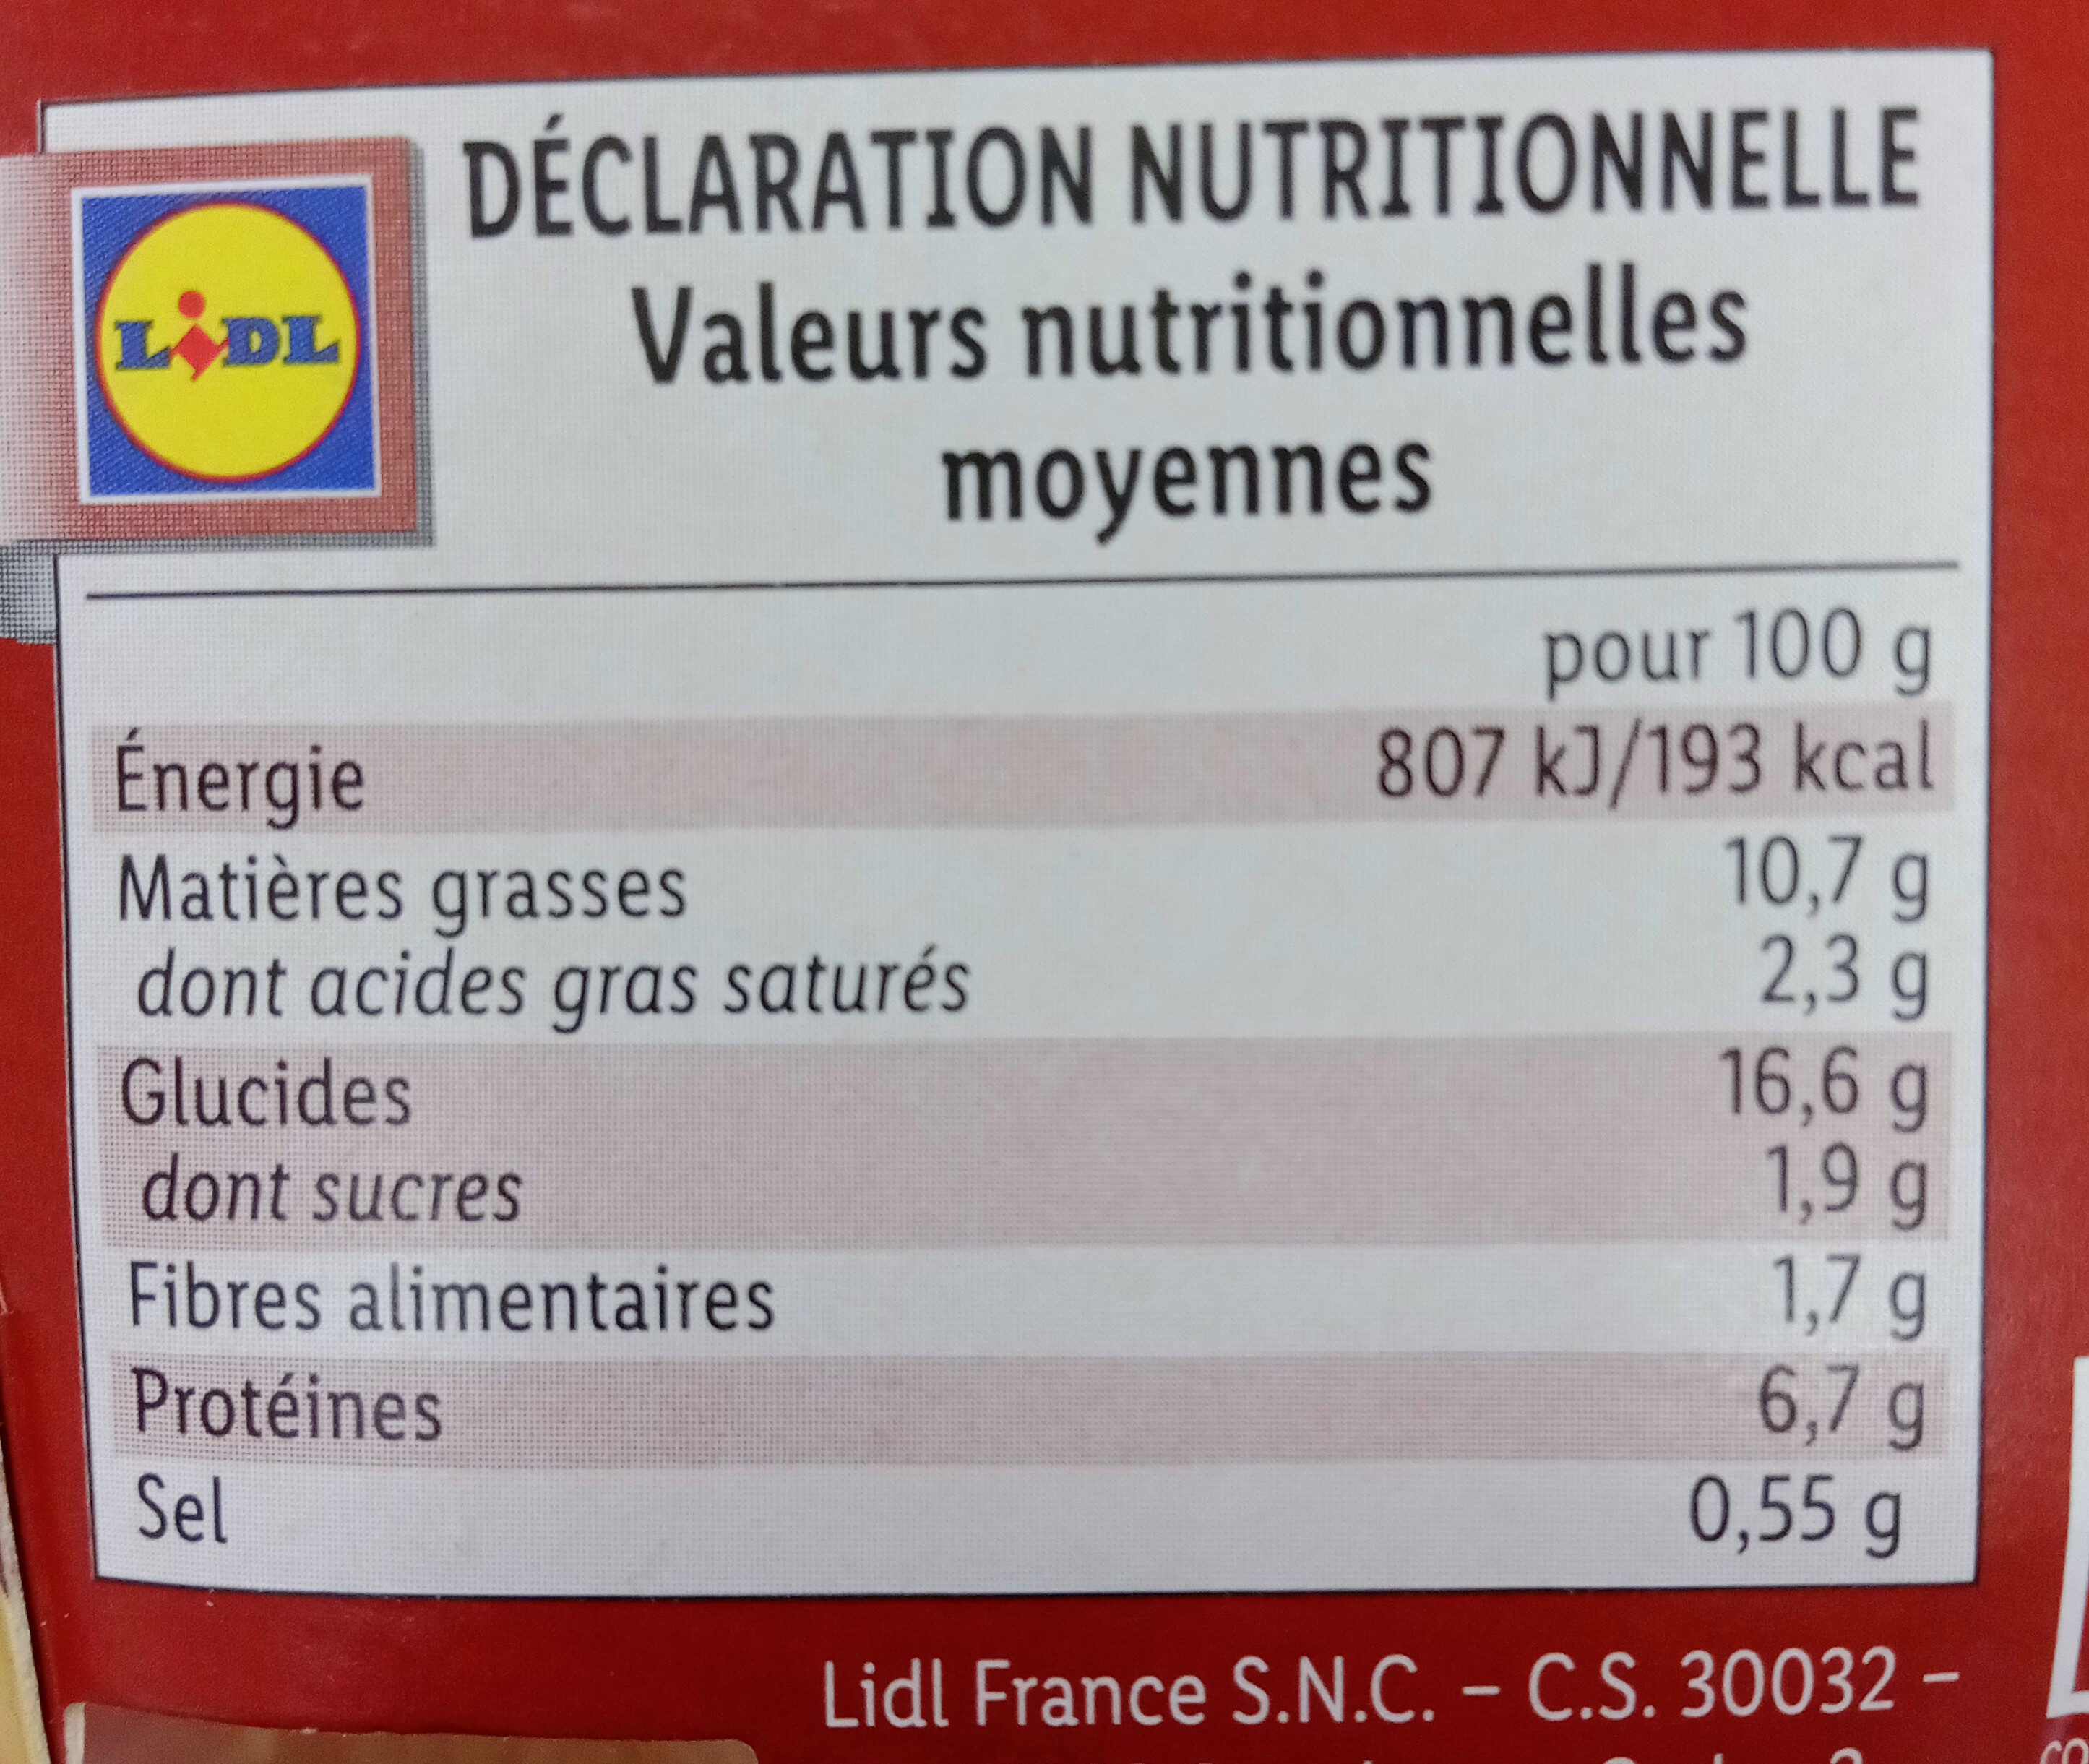 LIDL
DÉCLARATION NUTRITIONNELLE
Valeurs nutritionnelles
moyennes
pour 100 g
Énergie 807 kJ/193 kcal
Matières grasses 10,7 g
dont acides gras saturés 2,3 g
Glucides 16,6 g
dont sucres 1,9 g
Fibres alimentaires 1,7 g
Protéines 6,7 g
Sel 0,55 g
Lidl France S.N.C. – C.S. 30032 –